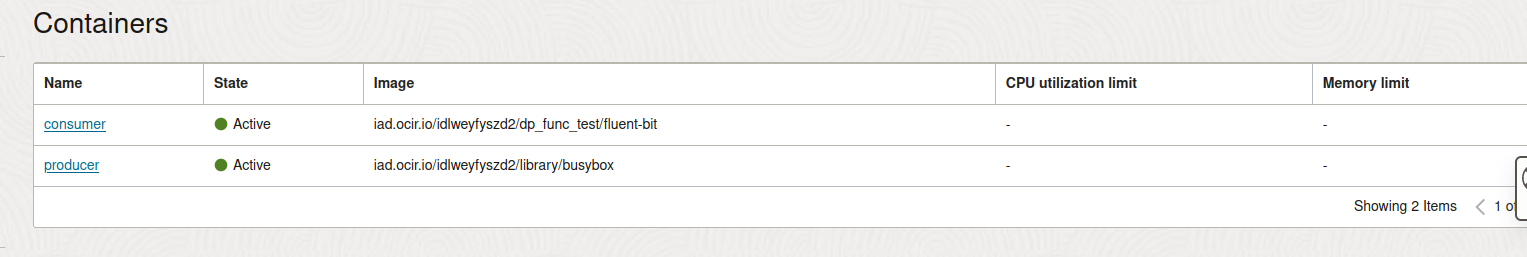 Containers
Name State Image CPU utilization limit Memory limit
consumer Active iad.ocir.io/idlweyfyszd2/dp_func_test/fluent-bit - -
producer Active iad.ocir.io/idlweyfyszd2/library/busybox - -
Showing 2 Items 1 of